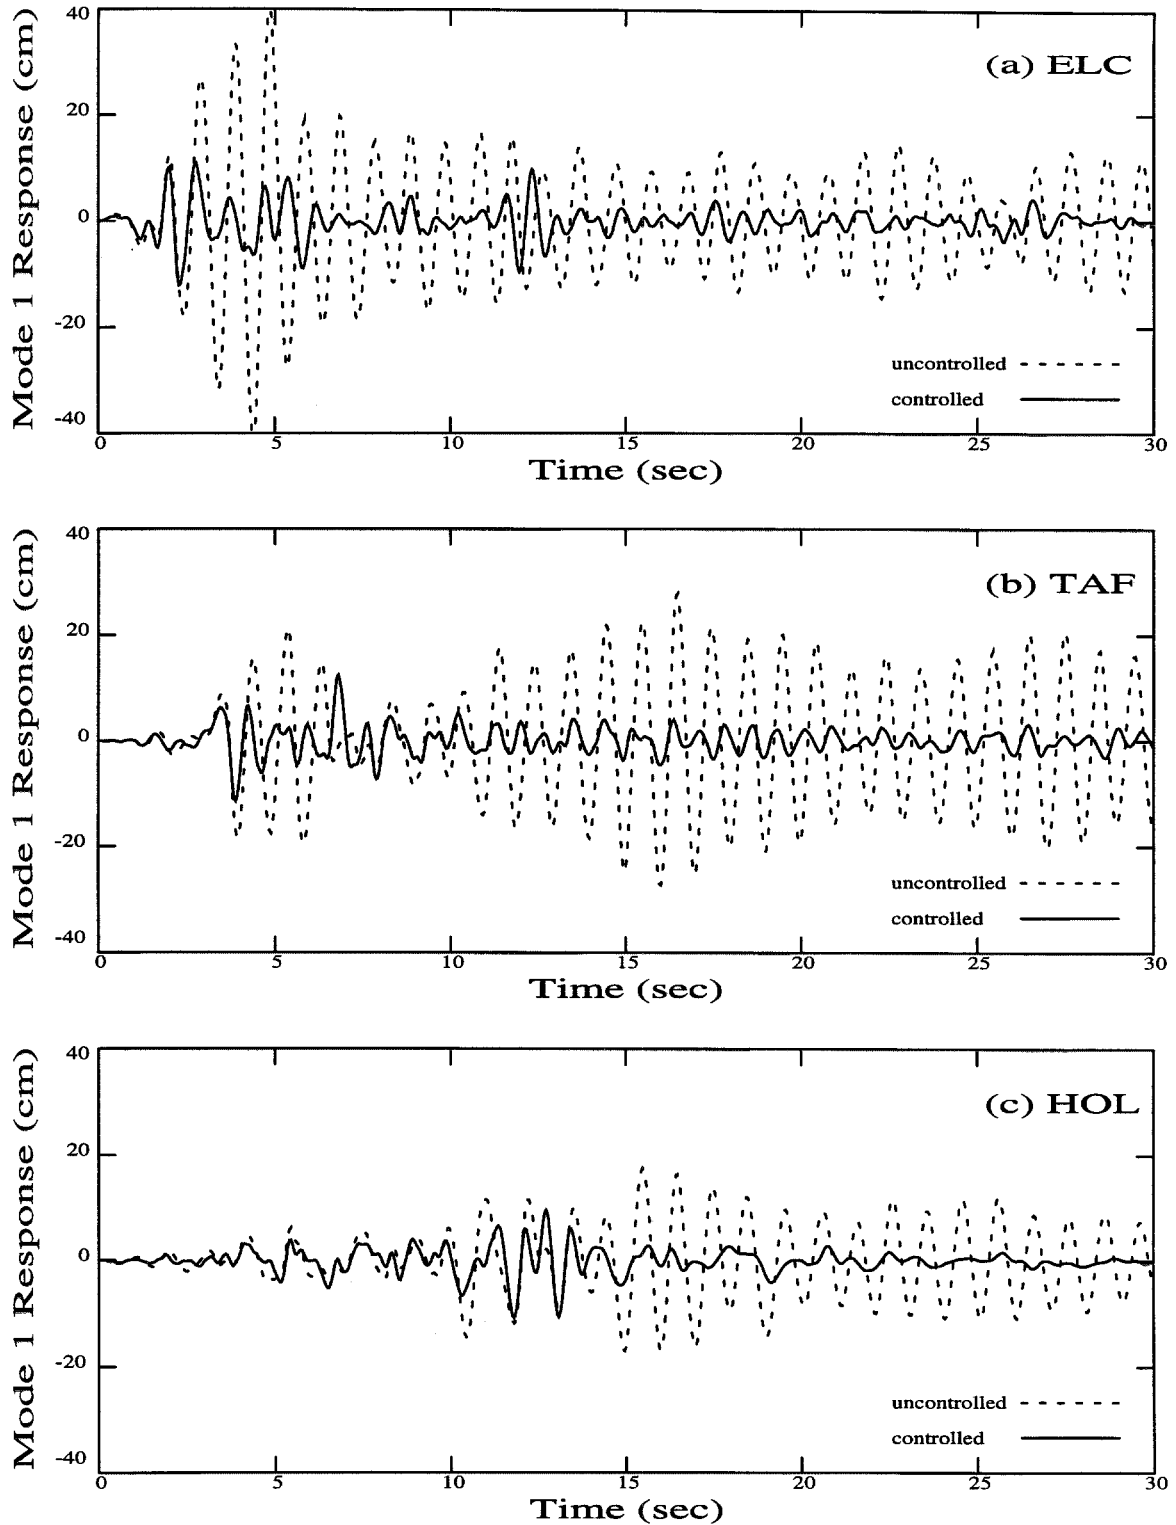 40
20
0
-20
-40
Mode 1 Response (cm)
(a) ELC
uncontrolled
controlled
0 5 10 15 20 25 30
Time (sec)
40
20
0
-20
-40
Mode 1 Response (cm)
(b) TAF
uncontrolled
controlled
0 5 10 15 20 25 30
Time (sec)
40
20
0
-20
-40
Mode 1 Response (cm)
(c) HOL
uncontrolled
controlled
0 5 10 15 20 25 30
Time (sec)